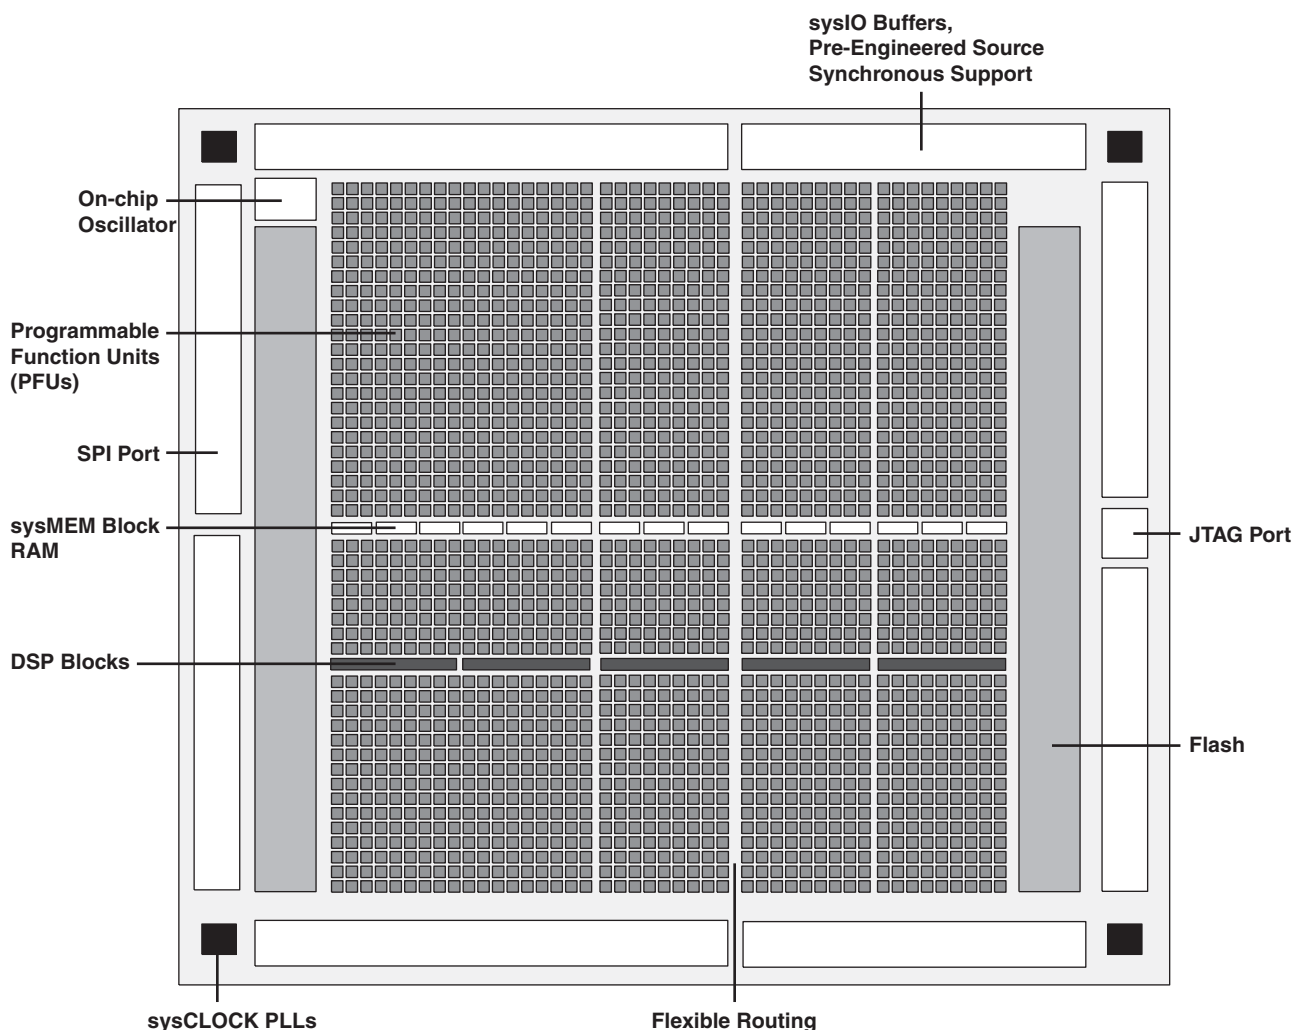 sysIO Buffers,
Pre-Engineered Source
Synchronous Support
On-chip
Oscillator
Programmable
Function Units
(PFUs)
SPI Port
sysMEM Block
RAM
JTAG Port
DSP Blocks
Flash
sysCLOCK PLLs
Flexible Routing